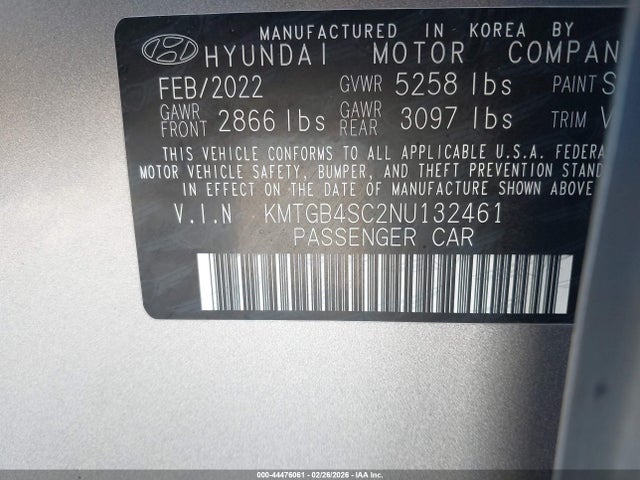 MANUFACTURED IN KOREA BY
HYUNDAI MOTOR COMPAN
FEB/2022 GVWR 5258 lbs PAINT S
GAWR FRONT 2866 lbs GAWR REAR 3097 lbs TRIM V
THIS VEHICLE CONFORMS TO ALL APPLICABLE U.S.A. FEDERA
MOTOR VEHICLE SAFETY, BUMPER, AND THEFT PREVENTION STAND
IN EFFECT ON THE DATE OF MANUFACTURE SHOWN ABOVE
V.I.N KMTGB4SC2NU132461
PASSENGER CAR
000-44476061 | 02/26/2026 - IAA Inc.